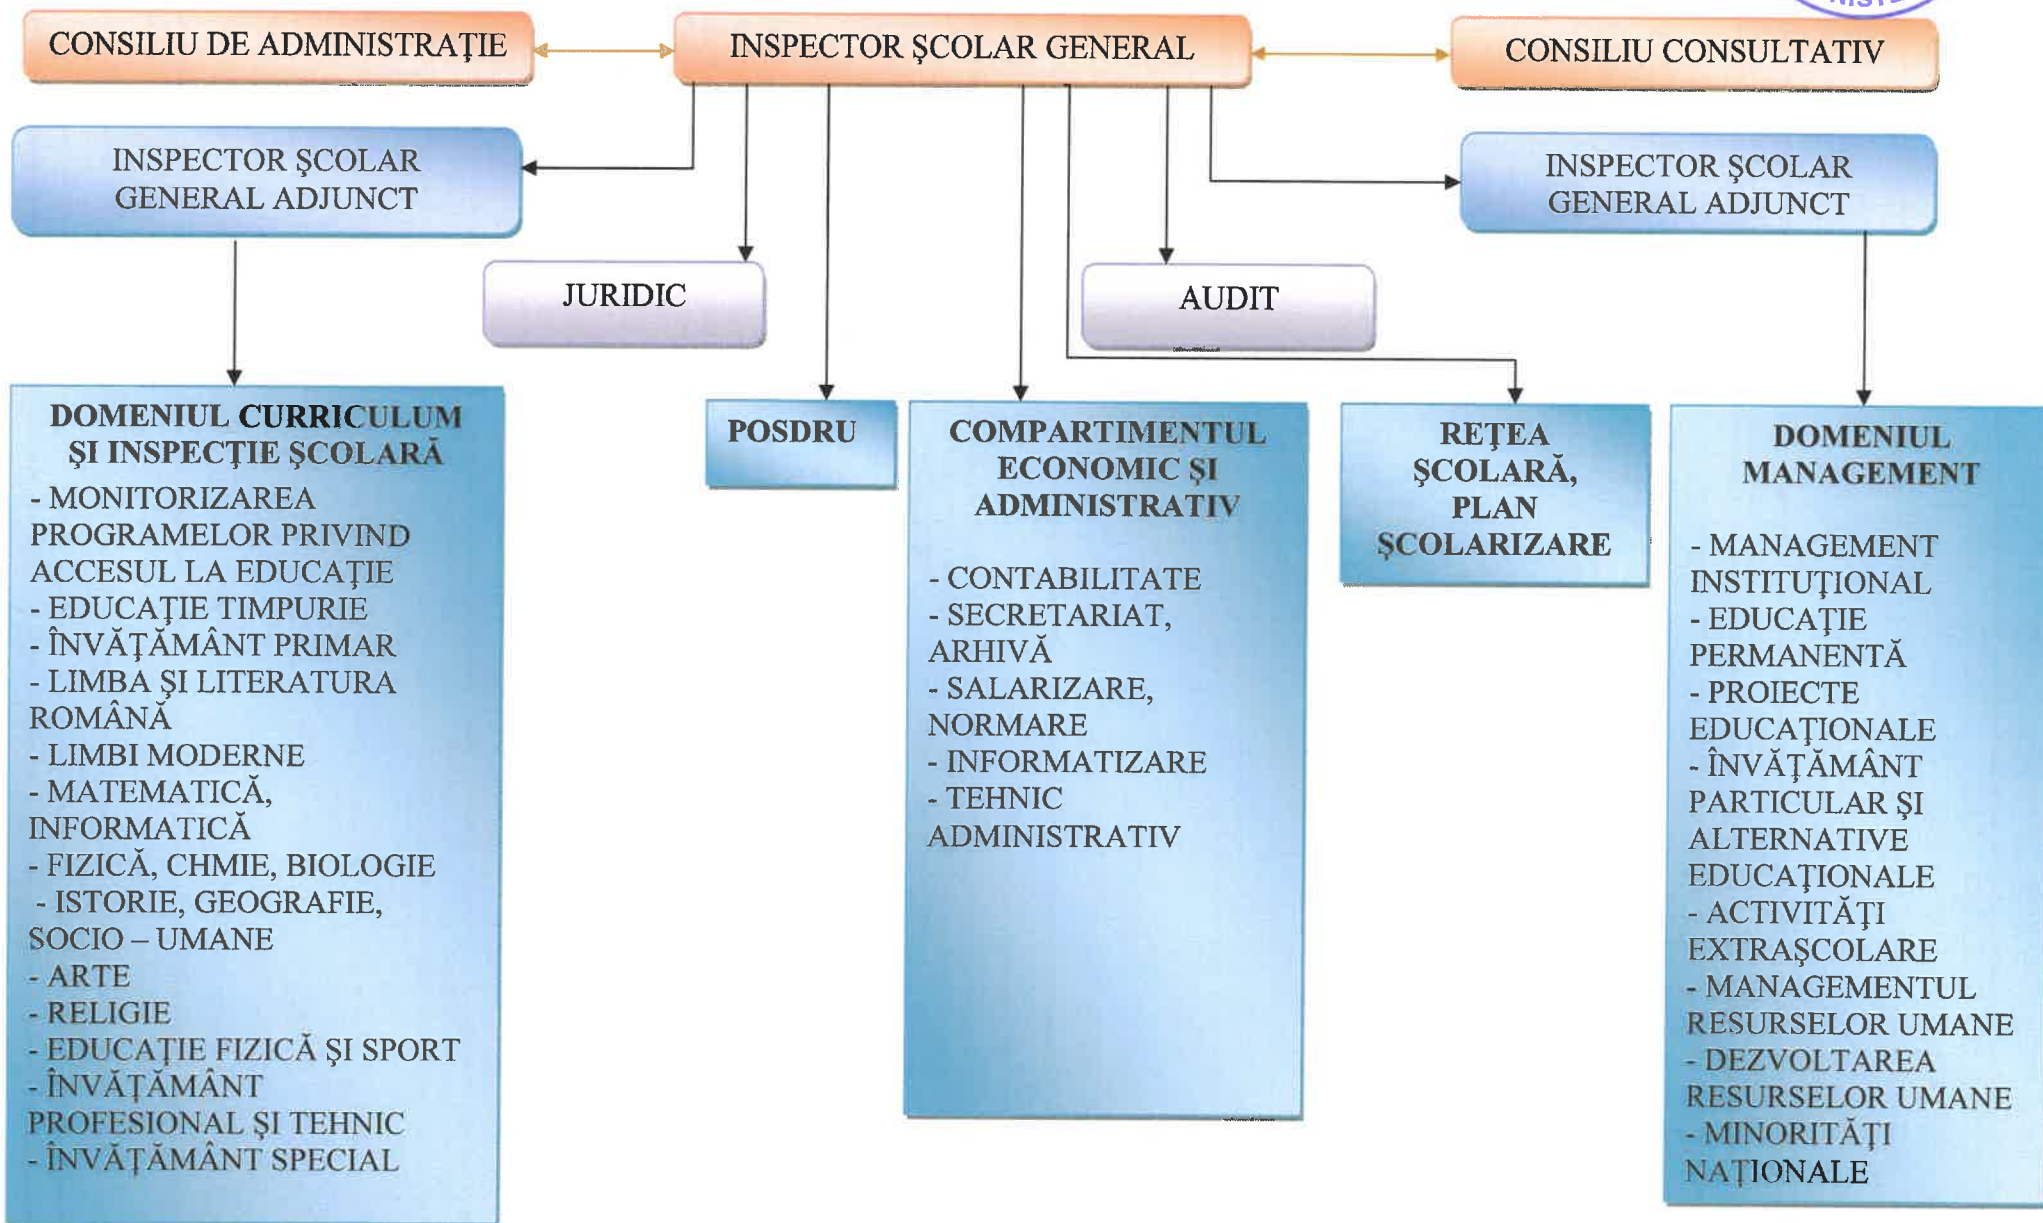 CONSILIU DE ADMINISTRAŢIE
INSPECTOR ŞCOLAR GENERAL
CONSILIU CONSULTATIV
INSPECTOR ŞCOLAR
GENERAL ADJUNCT
INSPECTOR ŞCOLAR
GENERAL ADJUNCT
JURIDIC
AUDIT
DOMENIUL CURRICULUM
ŞI INSPECŢIE ŞCOLARĂ
- MONITORIZAREA
PROGRAMELOR PRIVIND
ACCESUL LA EDUCAŢIE
- EDUCAŢIE TIMPURIE
- ÎNVĂŢĂMÂNT PRIMAR
- LIMBA ŞI LITERATURA
ROMÂNĂ
- LIMBI MODERNE
- MATEMATICĂ,
INFORMATICĂ
- FIZICĂ, CHMIE, BIOLOGIE
- ISTORIE, GEOGRAFIE,
SOCIO – UMANE
- ARTE
- RELIGIE
- EDUCAŢIE FIZICĂ ŞI SPORT
- ÎNVĂŢĂMÂNT
PROFESIONAL ŞI TEHNIC
- ÎNVĂŢĂMÂNT SPECIAL
POSDRU
COMPARTIMENTUL
ECONOMIC ŞI
ADMINISTRATIV
- CONTABILITATE
- SECRETARIAT,
ARHIVĂ
- SALARIZARE,
NORMARE
- INFORMATIZARE
- TEHNIC
ADMINISTRATIV
REŢEA
ŞCOLARĂ,
PLAN
ŞCOLARIZARE
DOMENIUL
MANAGEMENT
- MANAGEMENT
INSTITUŢIONAL
- EDUCAŢIE
PERMANENTĂ
- PROIECTE
EDUCAŢIONALE
- ÎNVĂŢĂMÂNT
PARTICULAR ŞI
ALTERNATIVE
EDUCAŢIONALE
- ACTIVITĂŢI
EXTRAŞCOLARE
- MANAGEMENTUL
RESURSELOR UMANE
- DEZVOLTAREA
RESURSELOR UMANE
- MINORITĂŢI
NAŢIONALE